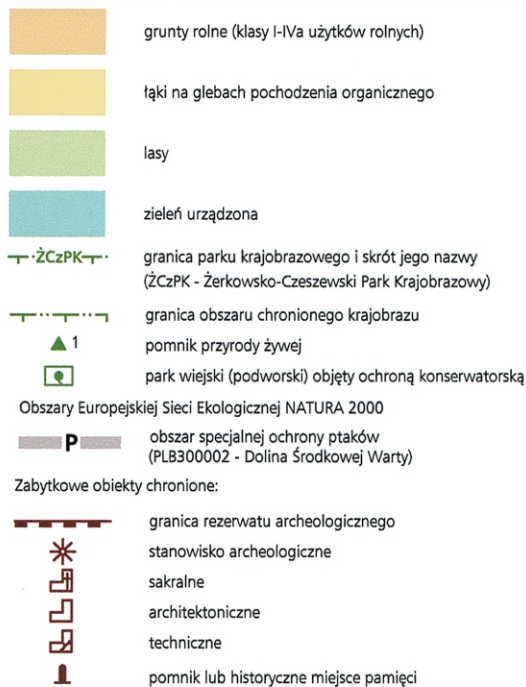 grunty rolne (klasy I-IVa użytków rolnych)
łąki na glebach pochodzenia organicznego
lasy
zieleń urządzona
ŻCzPK granica parku krajobrazowego i skrót jego nazwy
(ŻCzPK - Żerkowsko-Czeszewski Park Krajobrazowy)
granica obszaru chronionego krajobrazu
1 pomnik przyrody żywej
park wiejski (podworski) objęty ochroną konserwatorską
Obszary Europejskiej Sieci Ekologicznej NATURA 2000
P obszar specjalnej ochrony ptaków
(PLB300002 - Dolina Środkowej Warty)
Zabytkowe obiekty chronione:
granica rezerwatu archeologicznego
stanowisko archeologiczne
sakralne
architektoniczne
techniczne
pomnik lub historyczne miejsce pamięci